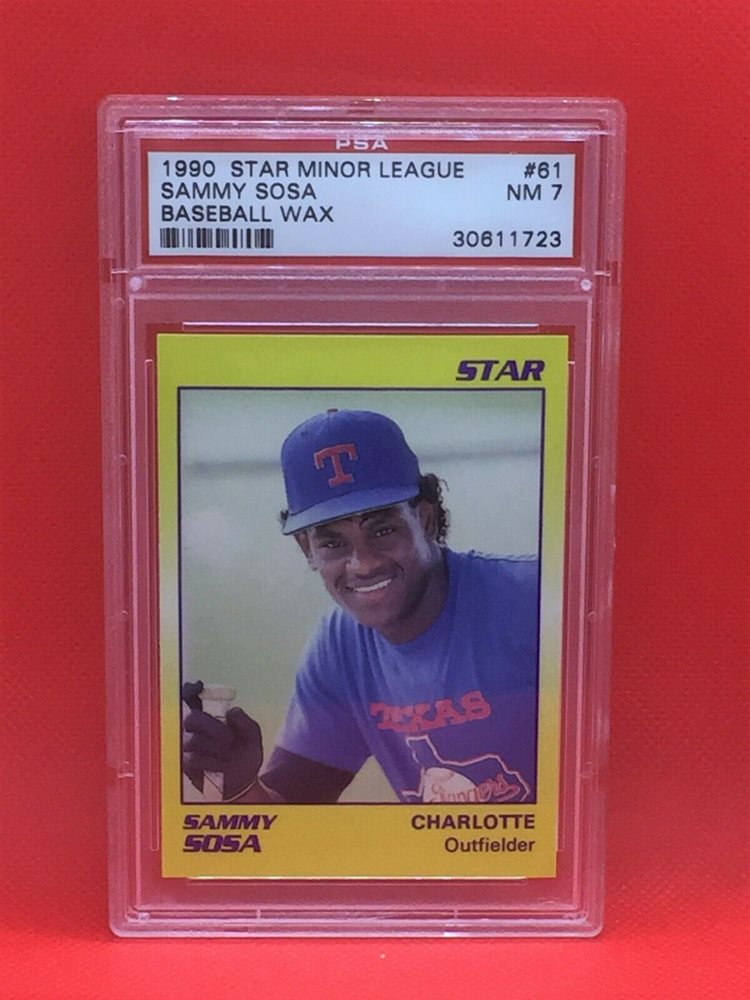 PSA
1990 STAR MINOR LEAGUE #61
SAMMY SOSA NM 7
BASEBALL WAX
30611723
STAR
T
TEXAS
Rangers
SAMMY CHARLOTTE
SOSA Outfielder